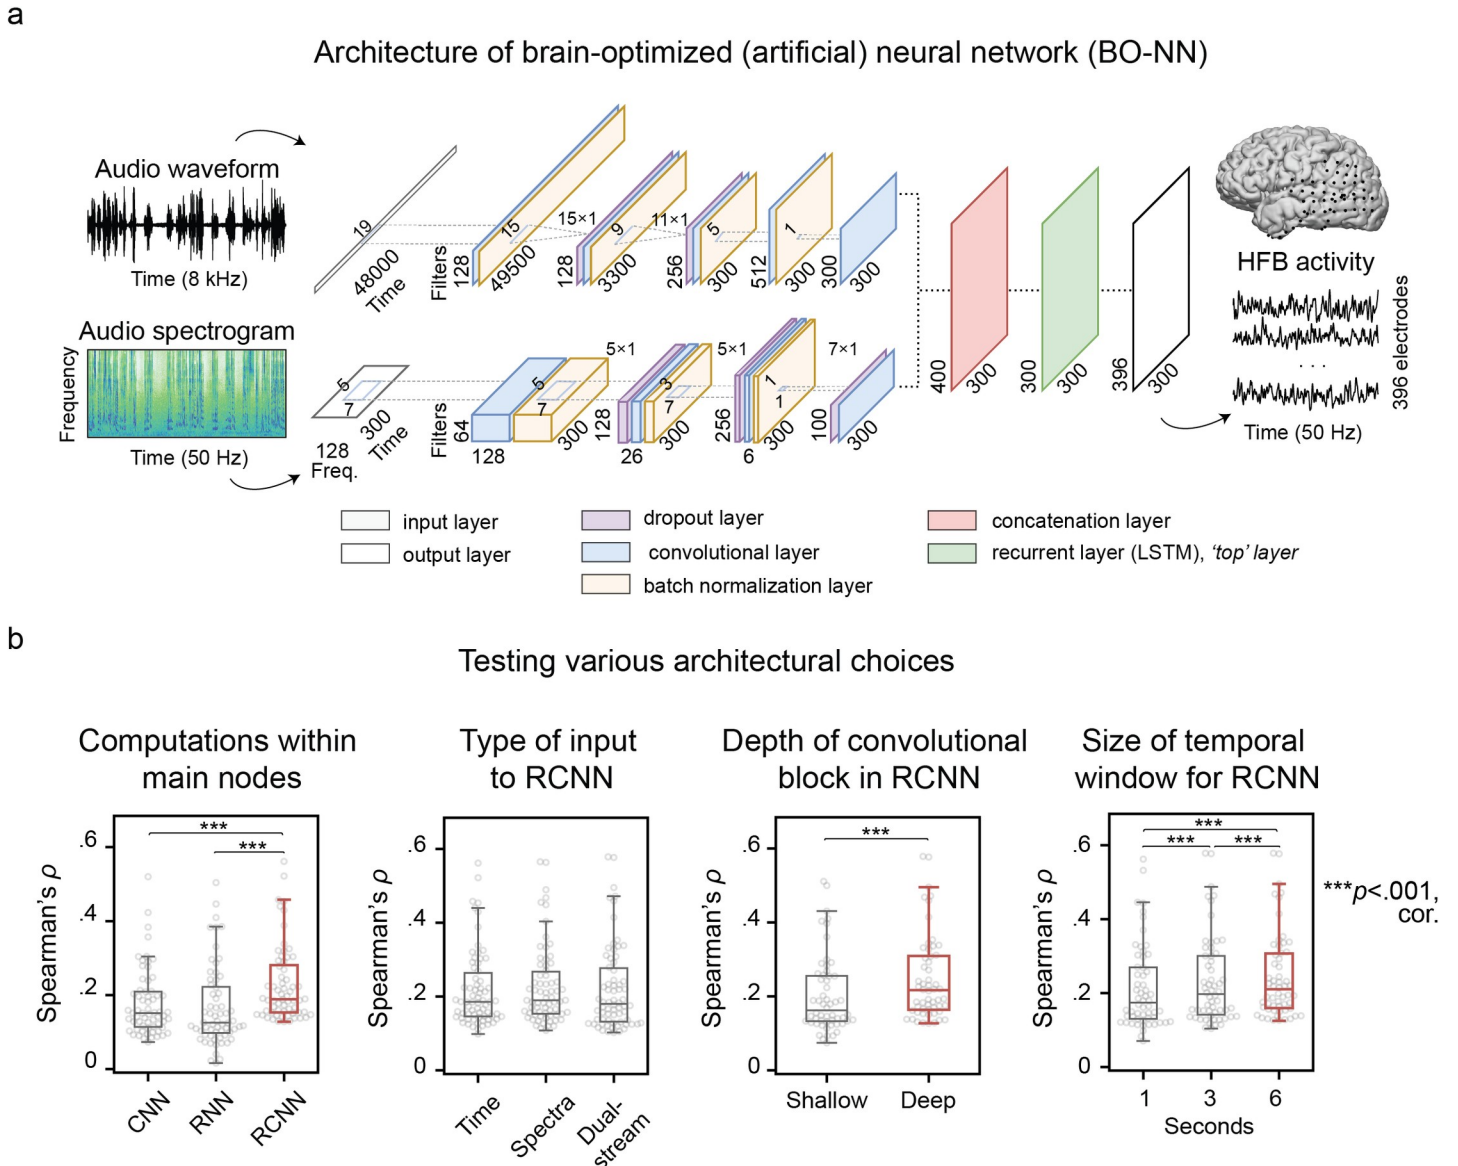 a
Architecture of brain-optimized (artificial) neural network (BO-NN)
Audio waveform
Time (8 kHz)
19
48000
Time
Filters
128
15
49500
15×1
128
9
3300
11×1
256
5
300
512
1
300
300
300
Audio spectrogram
Frequency
Time (50 Hz)
5
7
300
Time
128
Freq.
Filters
64
5
7
300
128
5×1
128
3
7
300
26
5×1
256
1
1
300
6
7×1
100
300
400
300
300
300
396
300
HFB activity
. . .
396 electrodes
Time (50 Hz)
input layer
output layer
dropout layer
convolutional layer
batch normalization layer
concatenation layer
recurrent layer (LSTM), ‘top’ layer
b
Testing various architectural choices
Computations within
main nodes
***
***
Spearman’s ρ
.6
.4
.2
0
CNN
RNN
RCNN
Type of input
to RCNN
Spearman’s ρ
.6
.4
.2
0
Time
Spectra
Dual-
stream
Depth of convolutional
block in RCNN
***
Spearman’s ρ
.6
.4
.2
0
Shallow
Deep
Size of temporal
window for RCNN
***
*** ***
Spearman’s ρ
.6
.4
.2
0
1
3
6
Seconds
***p<.001,
cor.